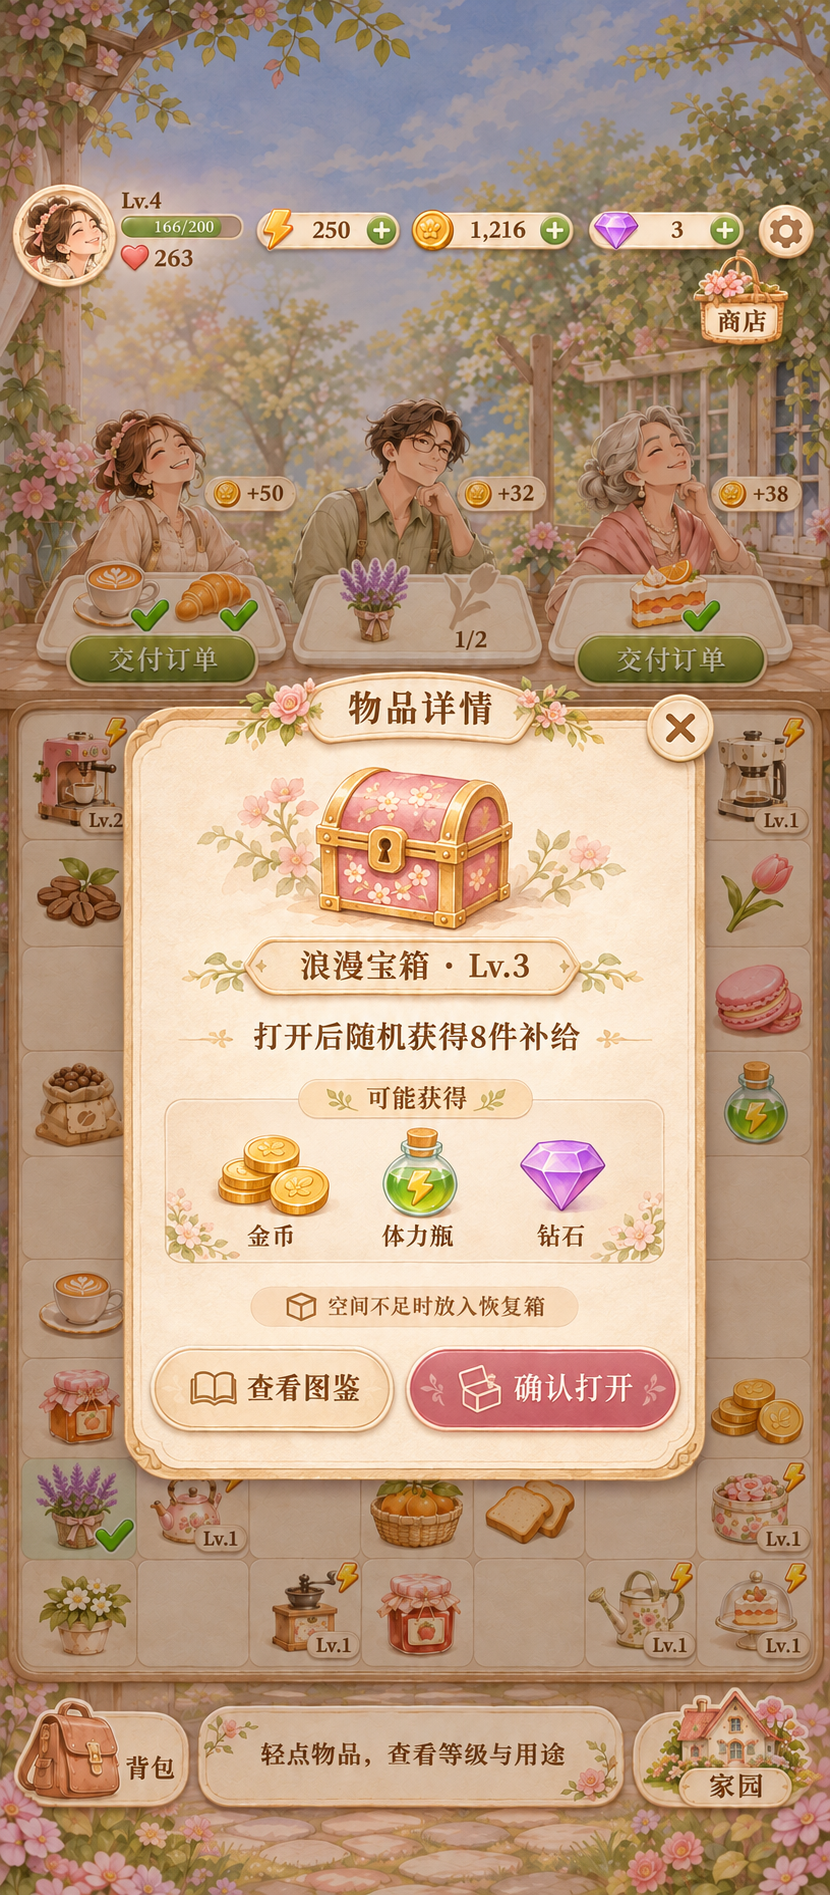 Lv.4
166/200
263
250
1,216
3
商店
+50
+32
+38
1/2
交付订单
交付订单
物品详情
Lv.2
Lv.1
浪漫宝箱 · Lv.3
打开后随机获得8件补给
可能获得
金币
体力瓶
钻石
空间不足时放入恢复箱
查看图鉴
确认打开
Lv.1
Lv.1
Lv.1
Lv.1
Lv.1
背包
轻点物品，查看等级与用途
家园